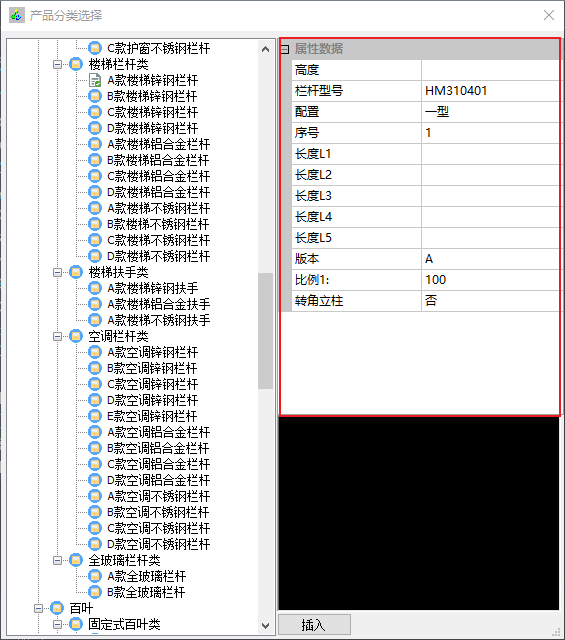 产品分类选择
C款护窗不锈钢栏杆
楼梯栏杆类
A款楼梯锌钢栏杆
B款楼梯锌钢栏杆
C款楼梯锌钢栏杆
D款楼梯锌钢栏杆
A款楼梯铝合金栏杆
B款楼梯铝合金栏杆
C款楼梯铝合金栏杆
D款楼梯铝合金栏杆
A款楼梯不锈钢栏杆
B款楼梯不锈钢栏杆
C款楼梯不锈钢栏杆
D款楼梯不锈钢栏杆
楼梯扶手类
A款楼梯锌钢扶手
A款楼梯铝合金扶手
A款楼梯不锈钢扶手
空调栏杆类
A款空调锌钢栏杆
B款空调锌钢栏杆
C款空调锌钢栏杆
D款空调锌钢栏杆
E款空调锌钢栏杆
A款空调铝合金栏杆
B款空调铝合金栏杆
C款空调铝合金栏杆
D款空调铝合金栏杆
A款空调不锈钢栏杆
B款空调不锈钢栏杆
C款空调不锈钢栏杆
D款空调不锈钢栏杆
全玻璃栏杆类
A款全玻璃栏杆
B款全玻璃栏杆
百叶
固定式百叶类
属性数据
高度
栏杆型号 HM310401
配置 一型
序号 1
长度L1
长度L2
长度L3
长度L4
长度L5
版本 A
比例1: 100
转角立柱 否
插入